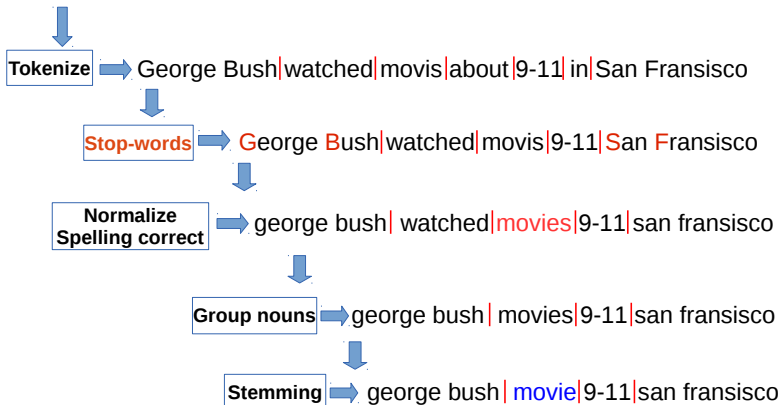 Tokenize George Bush|watched|movis|about|9-11|in|San Fransisco
Stop-words George Bush|watched|movis|9-11|San Fransisco
Normalize
Spelling correct george bush| watched|movies|9-11|san fransisco
Group nouns george bush| movies|9-11|san fransisco
Stemming george bush| movie|9-11|san fransisco